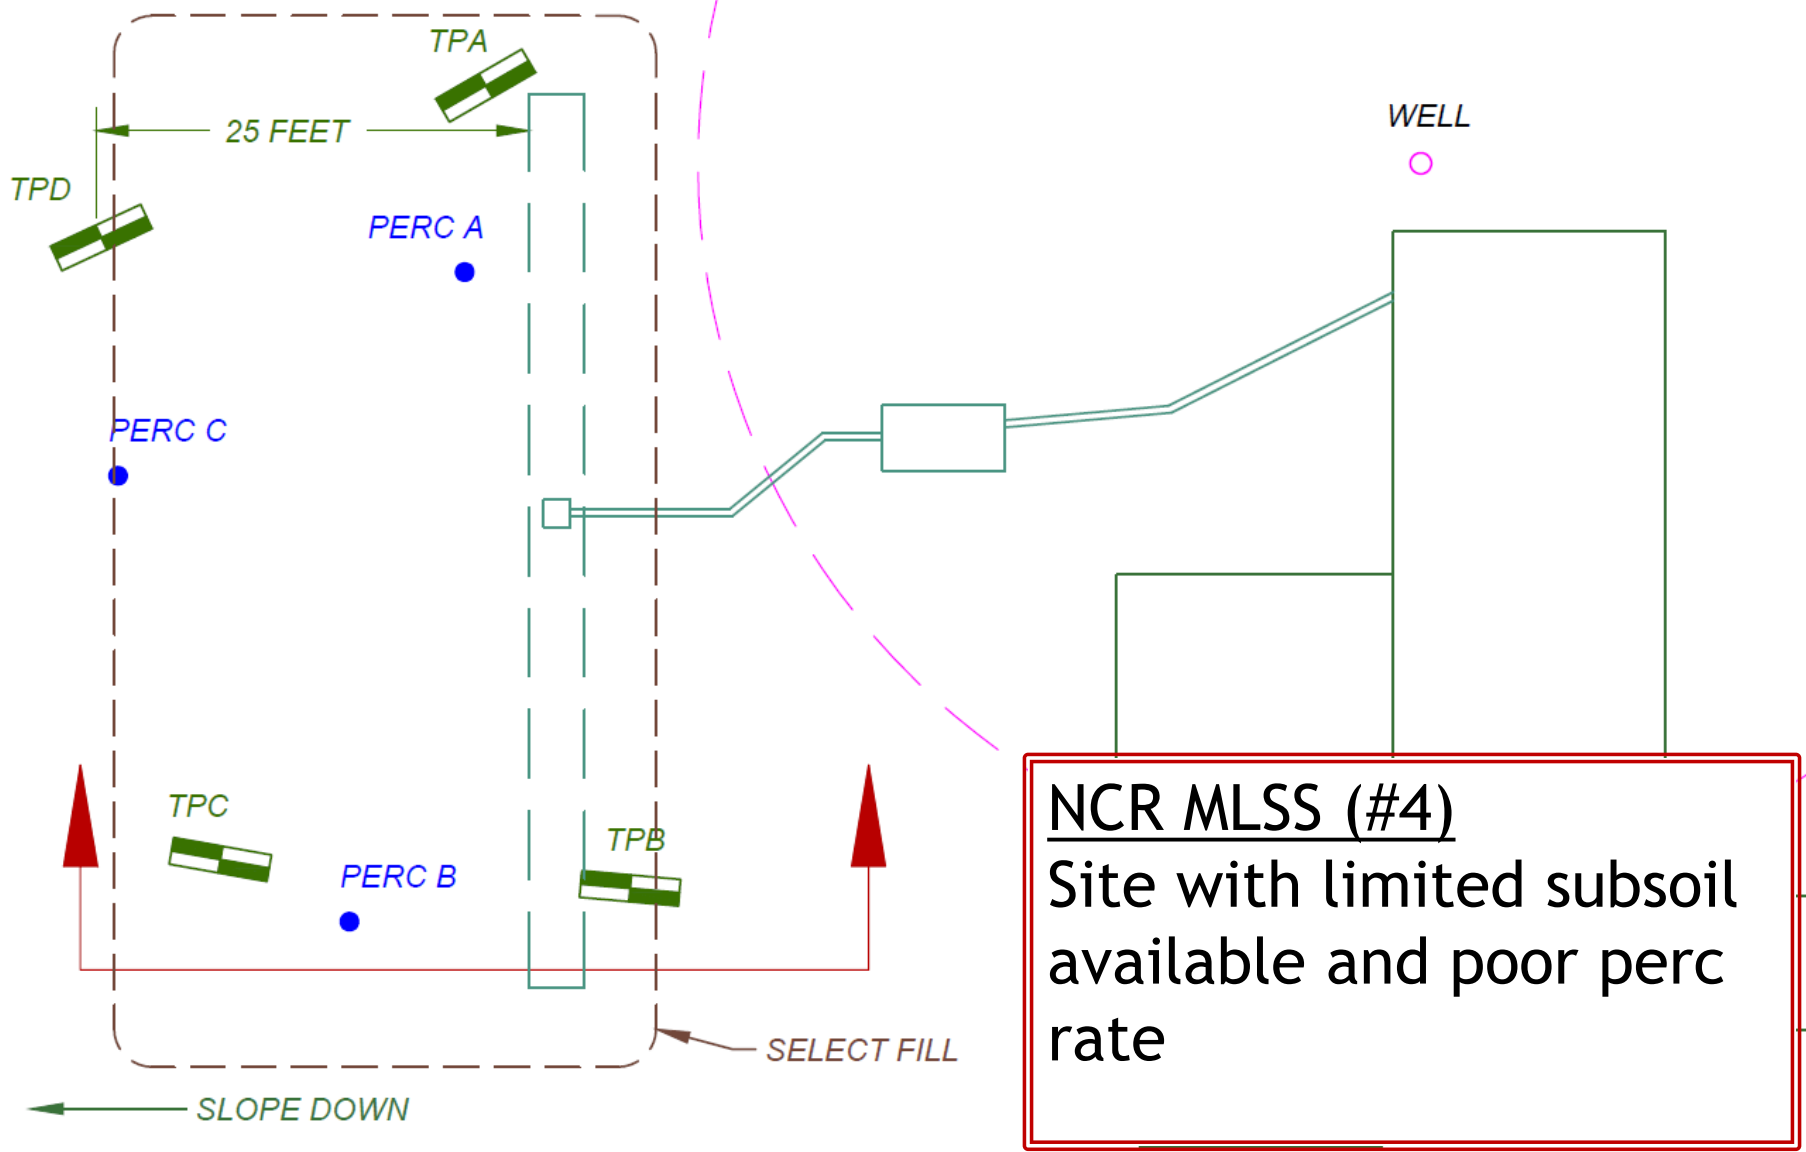 TPA
25 FEET
WELL
TPD
PERC A
PERC C
TPC
TPB
PERC B
NCR MLSS (#4)
Site with limited subsoil
available and poor perc
rate
SELECT FILL
SLOPE DOWN